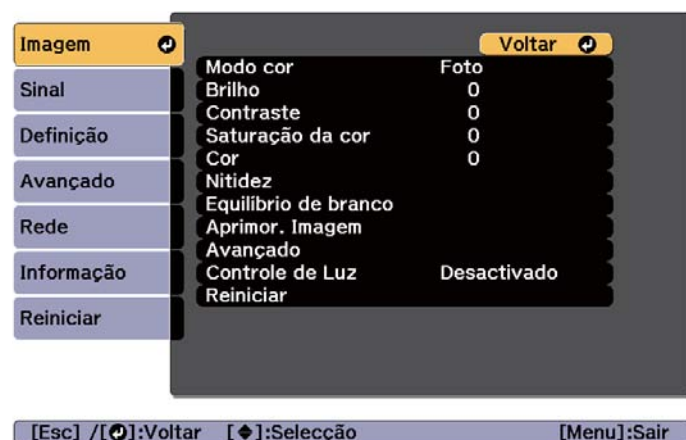 Imagem
Voltar
Modo cor Foto
Sinal
Brilho 0
Contraste 0
Definição
Saturação da cor 0
Cor 0
Avançado
Nitidez
Equilíbrio de branco
Rede
Aprimor. Imagem
Avançado
Informação
Controle de Luz Desactivado
Reiniciar
Reiniciar
[Esc] /[ ]:Voltar [ ]:Selecção [Menu]:Sair